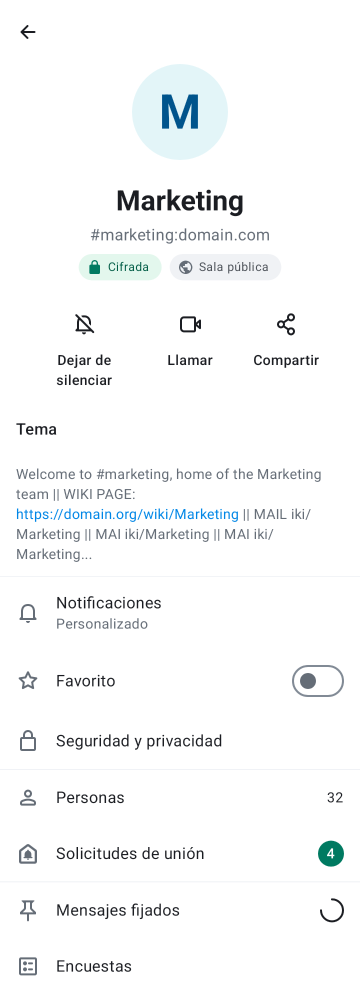 M
Marketing
#marketing:domain.com
Cifrada
Sala pública
Dejar de
silenciar
Llamar
Compartir
Tema
Welcome to #marketing, home of the Marketing
team || WIKI PAGE:
https://domain.org/wiki/Marketing || MAIL iki/
Marketing || MAI iki/Marketing || MAI iki/
Marketing...
Notificaciones
Personalizado
Favorito
Seguridad y privacidad
Personas 32
Solicitudes de unión 4
Mensajes fijados
Encuestas